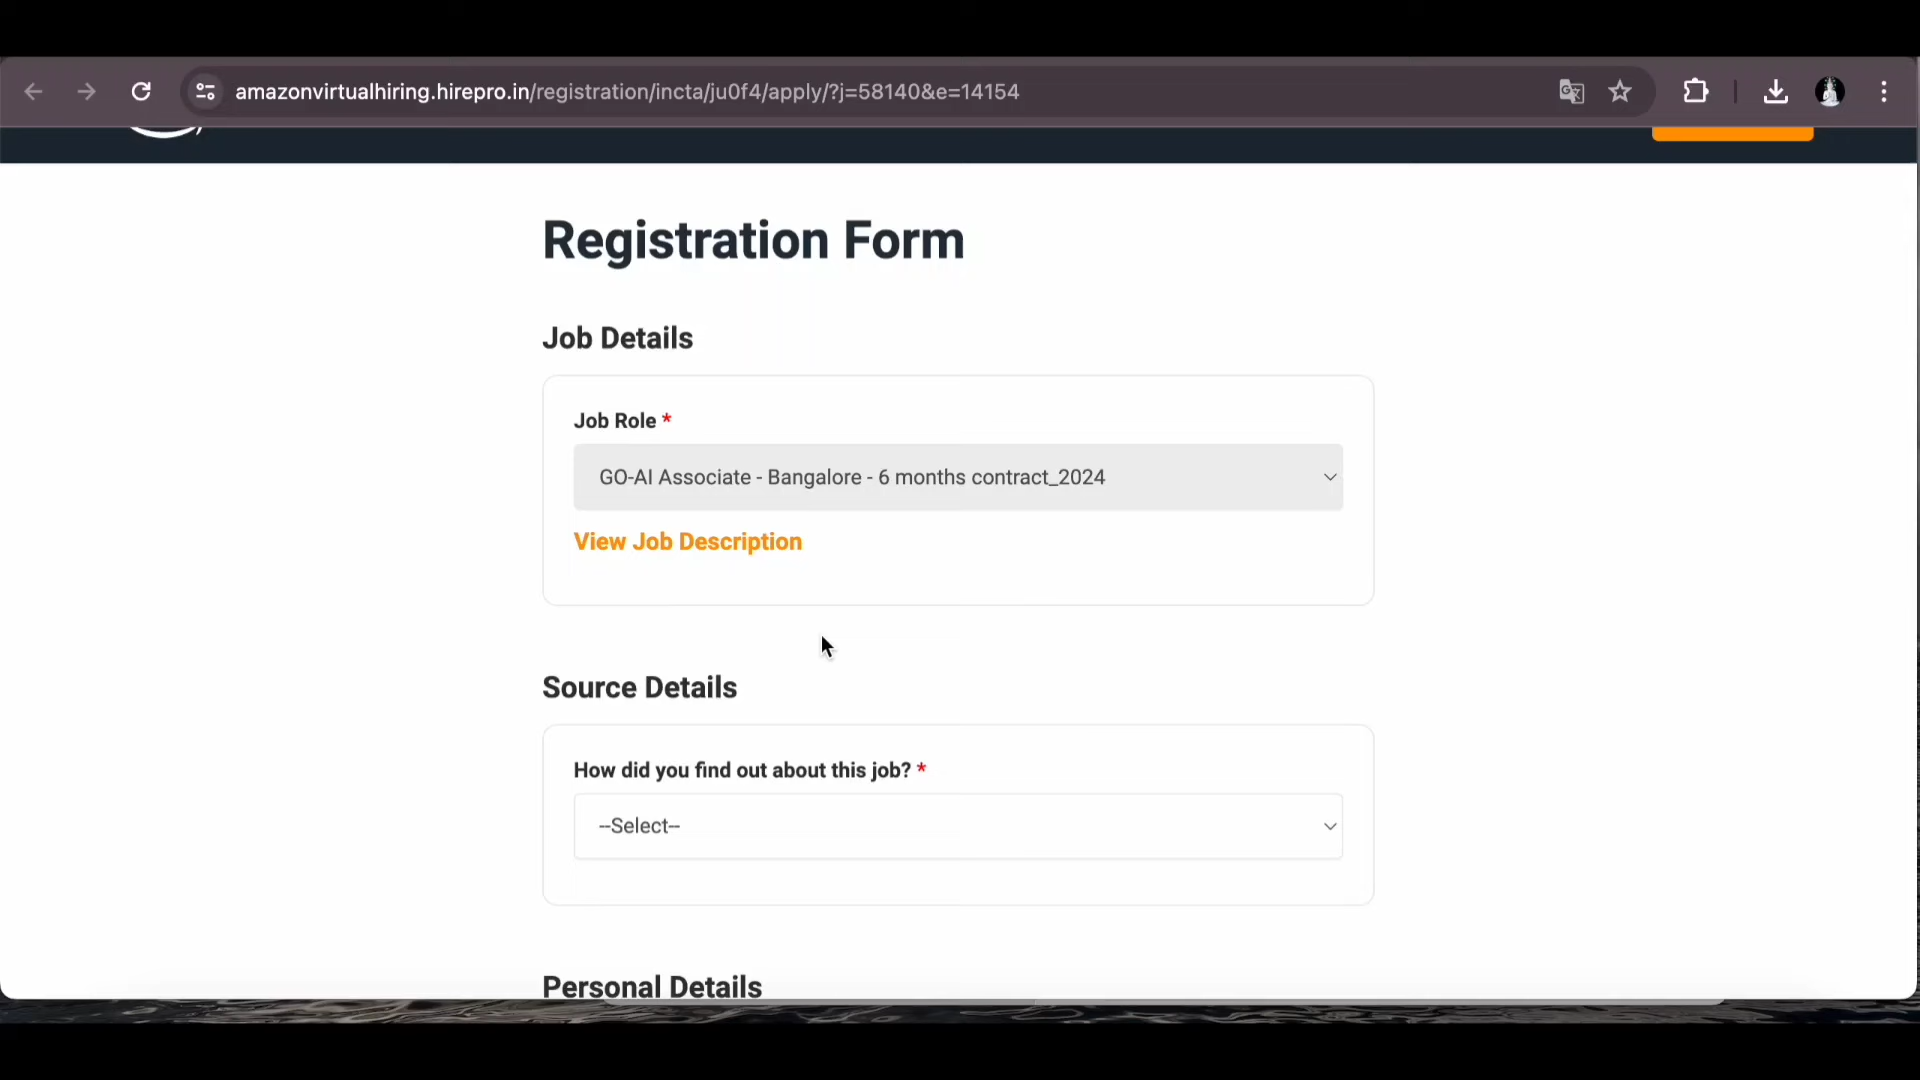 amazonvirtualhiring.hirepro.in/registration/incta/ju0f4/apply/?j=58140&e=14154
Registration Form
Job Details
Job Role *
GO-AI Associate - Bangalore - 6 months contract_2024
View Job Description
Source Details
How did you find out about this job? *
--Select--
Personal Details